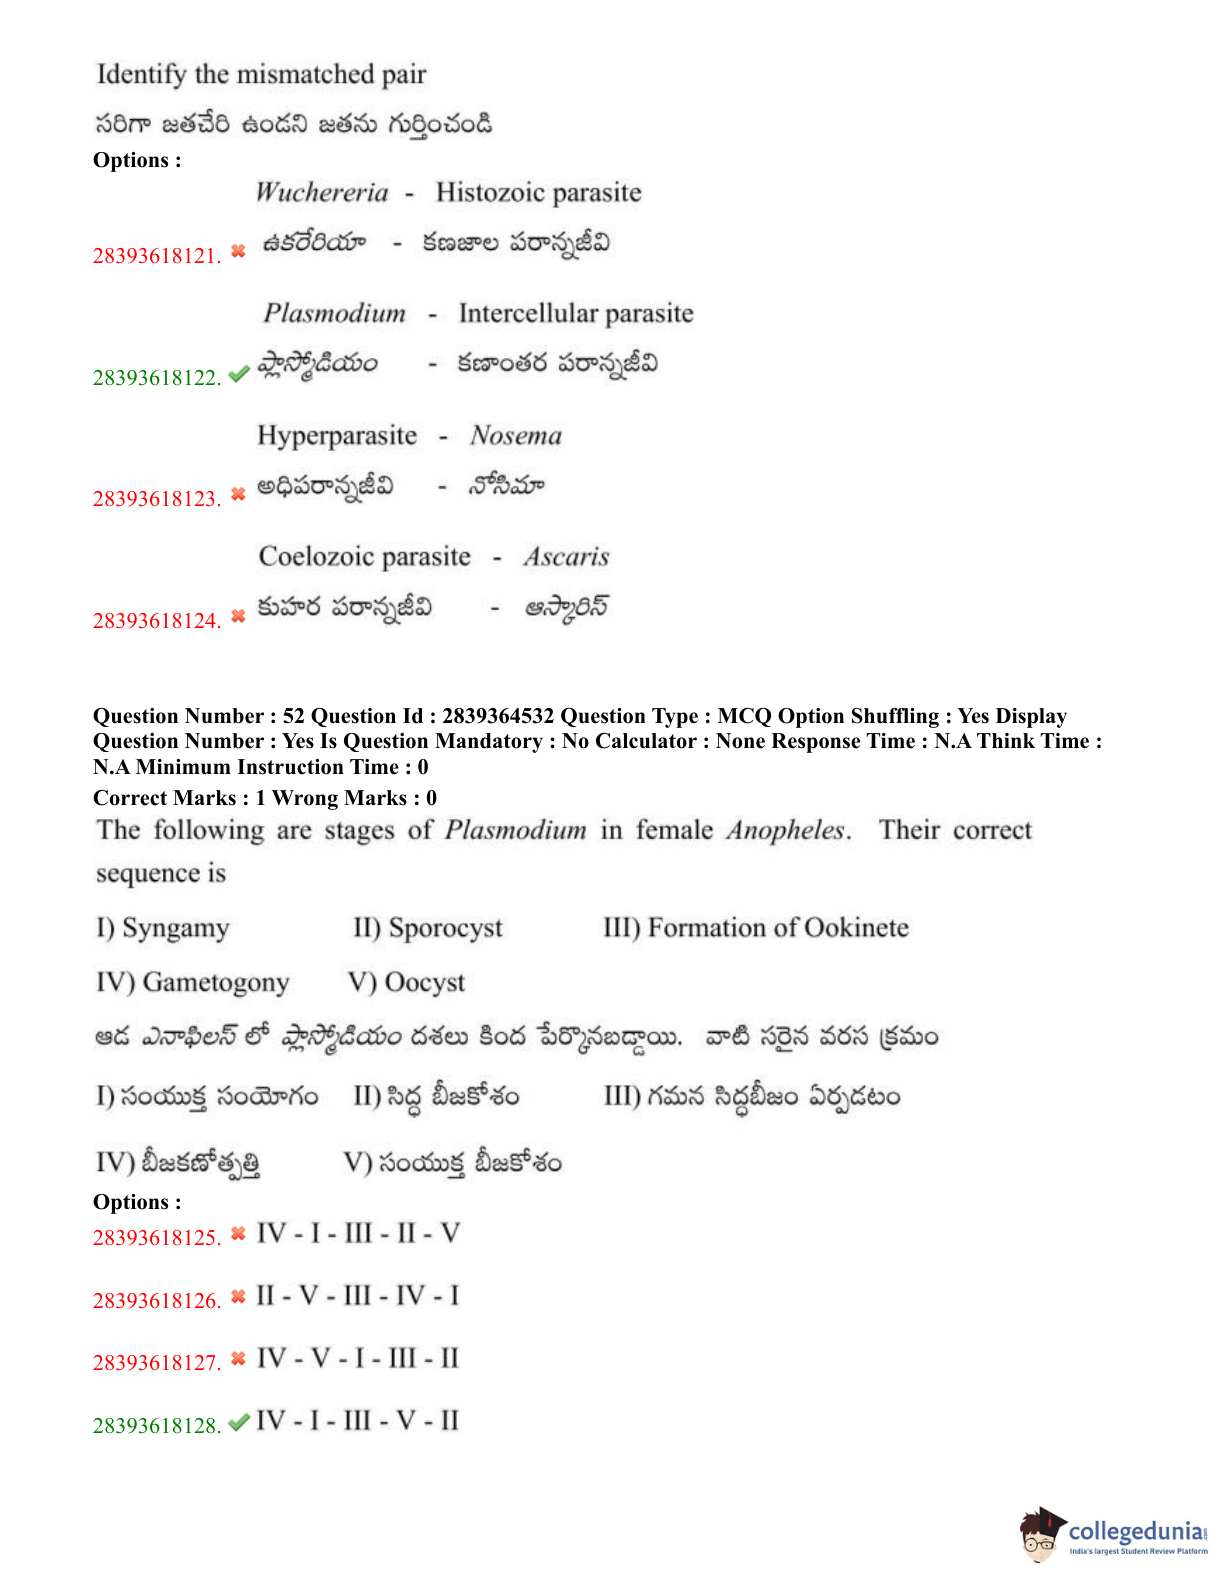 Identify the mismatched pair
సరిగా జతచేరి ఉండని జతను గుర్తించండి
Options :
Wuchereria - Histozoic parasite
28393618121. ఉకరేరియా - కణజాల పరాన్నజీవి
Plasmodium - Intercellular parasite
28393618122. ప్లాస్మోడియం - కణాంతర పరాన్నజీవి
Hyperparasite - Nosema
28393618123. అధిపరాన్నజీవి - నోసిమా
Coelozoic parasite - Ascaris
28393618124. కుహర పరాన్నజీవి - ఆస్కారిస్
Question Number : 52 Question Id : 2839364532 Question Type : MCQ Option Shuffling : Yes Display
Question Number : Yes Is Question Mandatory : No Calculator : None Response Time : N.A Think Time :
N.A Minimum Instruction Time : 0
Correct Marks : 1 Wrong Marks : 0
The following are stages of Plasmodium in female Anopheles. Their correct
sequence is
I) Syngamy II) Sporocyst III) Formation of Ookinete
IV) Gametogony V) Oocyst
ఆడ ఎనాఫిలస్ లో ప్లాస్మోడియం దశలు కింద పేర్కొనబడ్డాయి. వాటి సరైన వరస క్రమం
I) సంయుక్త సంయోగం II) సిద్ధ బీజకోశం III) గమన సిద్ధబీజం ఏర్పడటం
IV) బీజకణోత్పత్తి V) సంయుక్త బీజకోశం
Options :
28393618125. IV - I - III - II - V
28393618126. II - V - III - IV - I
28393618127. IV - V - I - III - II
28393618128. IV - I - III - V - II
collegedunia
India's largest Student Review Platform